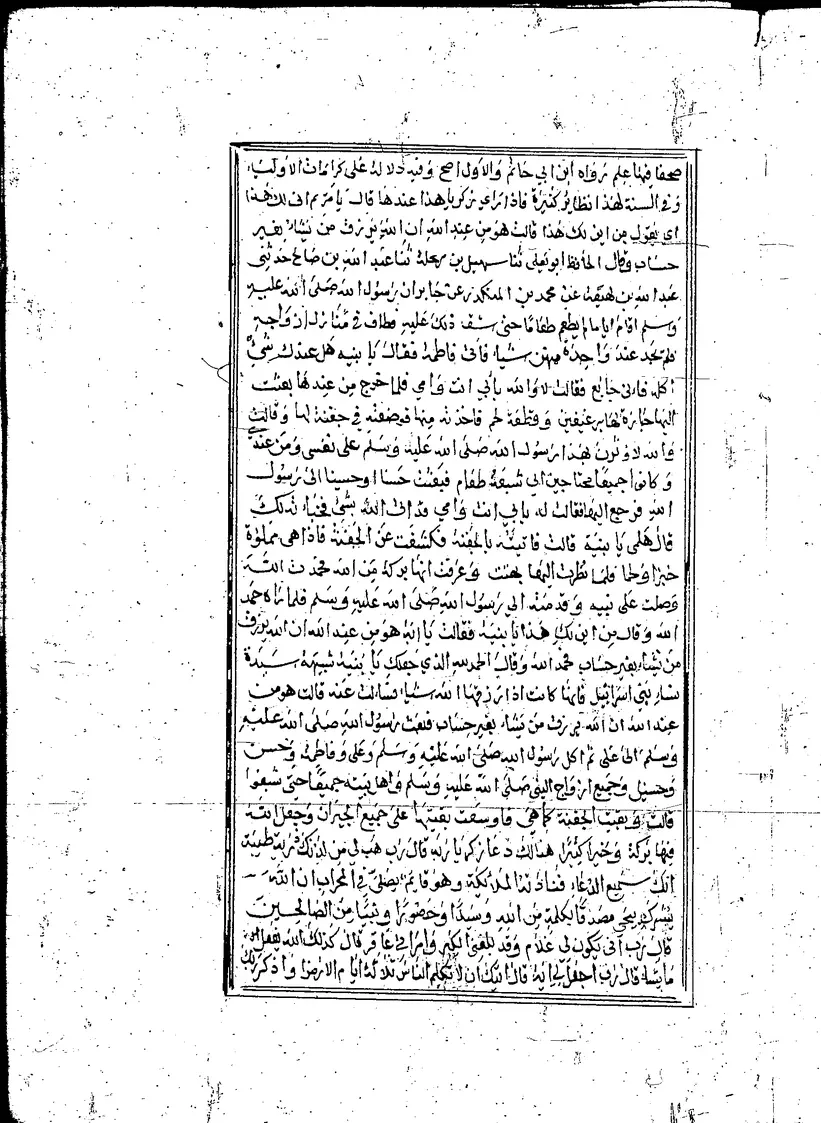 صحفا فيها علم رواه ابن ابي حاتم والاول اصح وفيه دلالة على كرامات الاولياء
وفي السنة لهذا نظاير كثيرة فاذا راى زكريا هذا عندها قال يا مريم انى لك هذا
اي يقول من اين لك هذا قالت هو من عند الله ان الله يرزق من يشاء بغير
حساب وقال الحافظ ابو يعلى ثنا سهل بن زنجلة ثنا عبد الله بن صالح حدثني
عبد الله بن لهيعة عن محمد بن المنكدر عن جابر ان رسول الله صلى الله عليه
وسلم اقام اياما لم يطعم طعاما حتى شق ذلك عليه فطاف في منازل ازواجه
فلم يجد عند واحدة منهن شيا فاتى فاطمة فقال يا بنيه هل عندك شيء
اكله فاني جايع فقالت لا والله بابي انت وامي فلما خرج من عندها بعثت
اليها جارة لها برغيفين وقطعة لحم فاخذته منها فوضعته في جفنة لها وقالت
والله لاوثرن لهذا رسول الله صلى الله عليه وسلم على نفسي ومن عندي
وكانوا جميعا محتاجين الى شبعة طعام فبعثت حسنا او حسينا الى رسول
الله فرجع اليها فقالت له بابي انت وامي قد اتى الله بشي فخباته لك
قال هلمي يا بنية قالت فاتيته بالجفنة فكشفت عن الجفنة فاذا هي مملوة
خبزا ولحما فلما نظرت اليها بهت وعرفت انها بركة من الله فحمدت الله
وصلت على نبيه وقدمته الى رسول الله صلى الله عليه وسلم فلما راه حمد
الله وقال من اين لك هذا يا بنية فقالت يا ابه هو من عند الله ان الله يرزق
من يشاء بغير حساب فحمد الله وقال الحمد لله الذي جعلك يا بنية شبيهة سيدة
نساء بني اسرائيل فانها كانت اذا رزقها الله شيا فسالت عنه قالت هو من
عند الله ان الله يرزق من يشاء بغير حساب فبعث رسول الله صلى الله عليه
وسلم الى علي ثم اكل رسول الله صلى الله عليه وسلم وعلي وفاطمة وحسن
وحسين وجميع ازواج النبي صلى الله عليه وسلم واهل بيته جميعا حتى شبعوا
قالت وبقيت الجفنة كما هي فاوسعت بقيتها على جميع الجيران وجعل الله
فيها بركة وخيرا كثيرا هنالك دعا زكريا ربه قال رب هب لي من لدنك ذرية طيبة
انك سميع الدعاء فنادته الملائكة وهو قائم يصلي في المحراب ان الله
يبشرك بيحي مصدقا بكلمة من الله وسيدا وحصورا ونبيا من الصالحين
قال رب انى يكون لي غلام وقد بلغني الكبر وامراتي عاقر قال كذلك الله يفعل
ما يشاء قال رب اجعل لي اية قال ايتك ان لا تكلم الناس ثلاثة ايام الا رمزا واذكر ربك